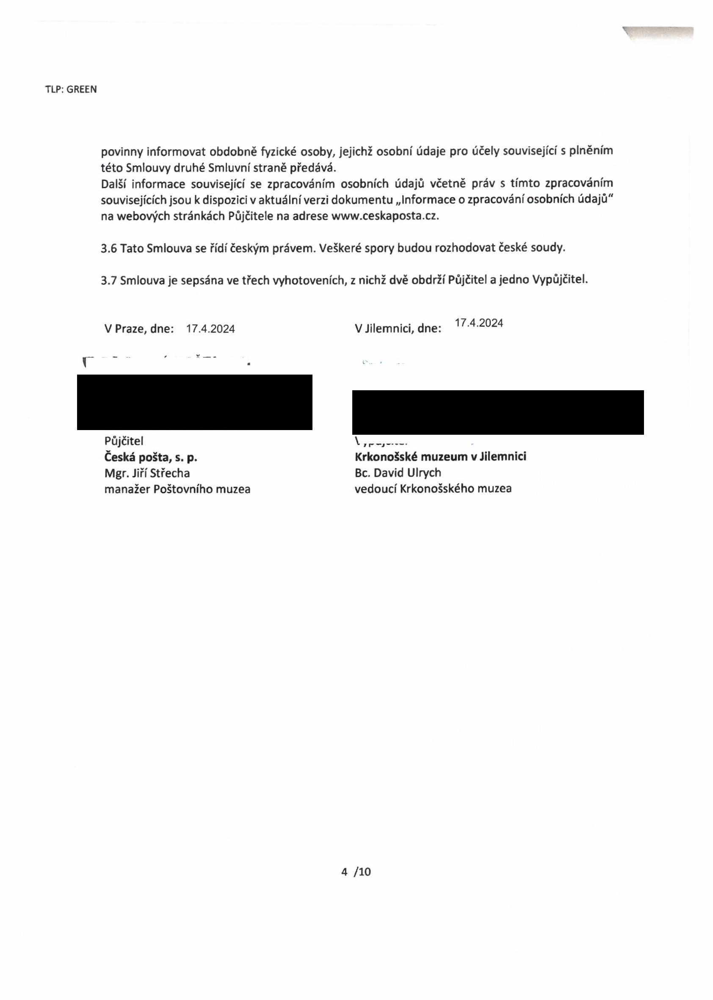 TLP: GREEN
povinny informovat obdobně fyzické osoby, jejichž osobní údaje pro účely související s plněním
této Smlouvy druhé Smluvní straně předává.
Další informace související se zpracováním osobních údajů včetně práv s tímto zpracováním
souvisejících jsou k dispozici v aktuální verzi dokumentu „Informace o zpracování osobních údajů“
na webových stránkách Půjčitele na adrese www.ceskaposta.cz.
3.6 Tato Smlouva se řídí českým právem. Veškeré spory budou rozhodovat české soudy.
3.7 Smlouva je sepsána ve třech vyhotoveních, z nichž dvě obdrží Půjčitel a jedno Vypůjčitel.
V Praze, dne: 17.4.2024
V Jilemnici, dne: 17.4.2024
Půjčitel
Česká pošta, s. p.
Mgr. Jiří Střecha
manažer Poštovního muzea
Krkonošské muzeum v Jilemnici
Bc. David Ulrych
vedoucí Krkonošského muzea
4 /10